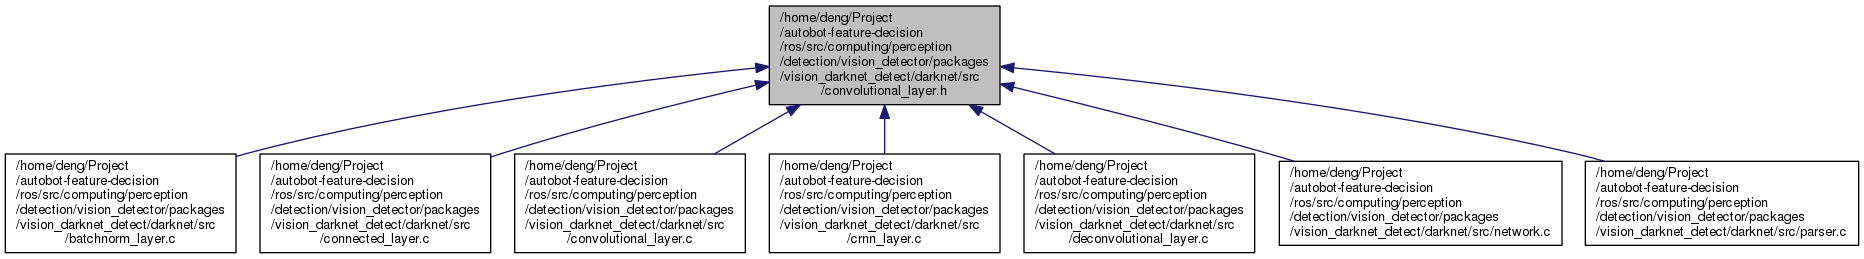 /home/deng/Project
/autobot-feature-decision
/ros/src/computing/perception
/detection/vision_detector/packages
/vision_darknet_detect/darknet/src
/convolutional_layer.h
/home/deng/Project
/autobot-feature-decision
/ros/src/computing/perception
/detection/vision_detector/packages
/vision_darknet_detect/darknet/src
/batchnorm_layer.c
/home/deng/Project
/autobot-feature-decision
/ros/src/computing/perception
/detection/vision_detector/packages
/vision_darknet_detect/darknet/src
/connected_layer.c
/home/deng/Project
/autobot-feature-decision
/ros/src/computing/perception
/detection/vision_detector/packages
/vision_darknet_detect/darknet/src
/convolutional_layer.c
/home/deng/Project
/autobot-feature-decision
/ros/src/computing/perception
/detection/vision_detector/packages
/vision_darknet_detect/darknet/src
/crnn_layer.c
/home/deng/Project
/autobot-feature-decision
/ros/src/computing/perception
/detection/vision_detector/packages
/vision_darknet_detect/darknet/src
/deconvolutional_layer.c
/home/deng/Project
/autobot-feature-decision
/ros/src/computing/perception
/detection/vision_detector/packages
/vision_darknet_detect/darknet/src/network.c
/home/deng/Project
/autobot-feature-decision
/ros/src/computing/perception
/detection/vision_detector/packages
/vision_darknet_detect/darknet/src/parser.c